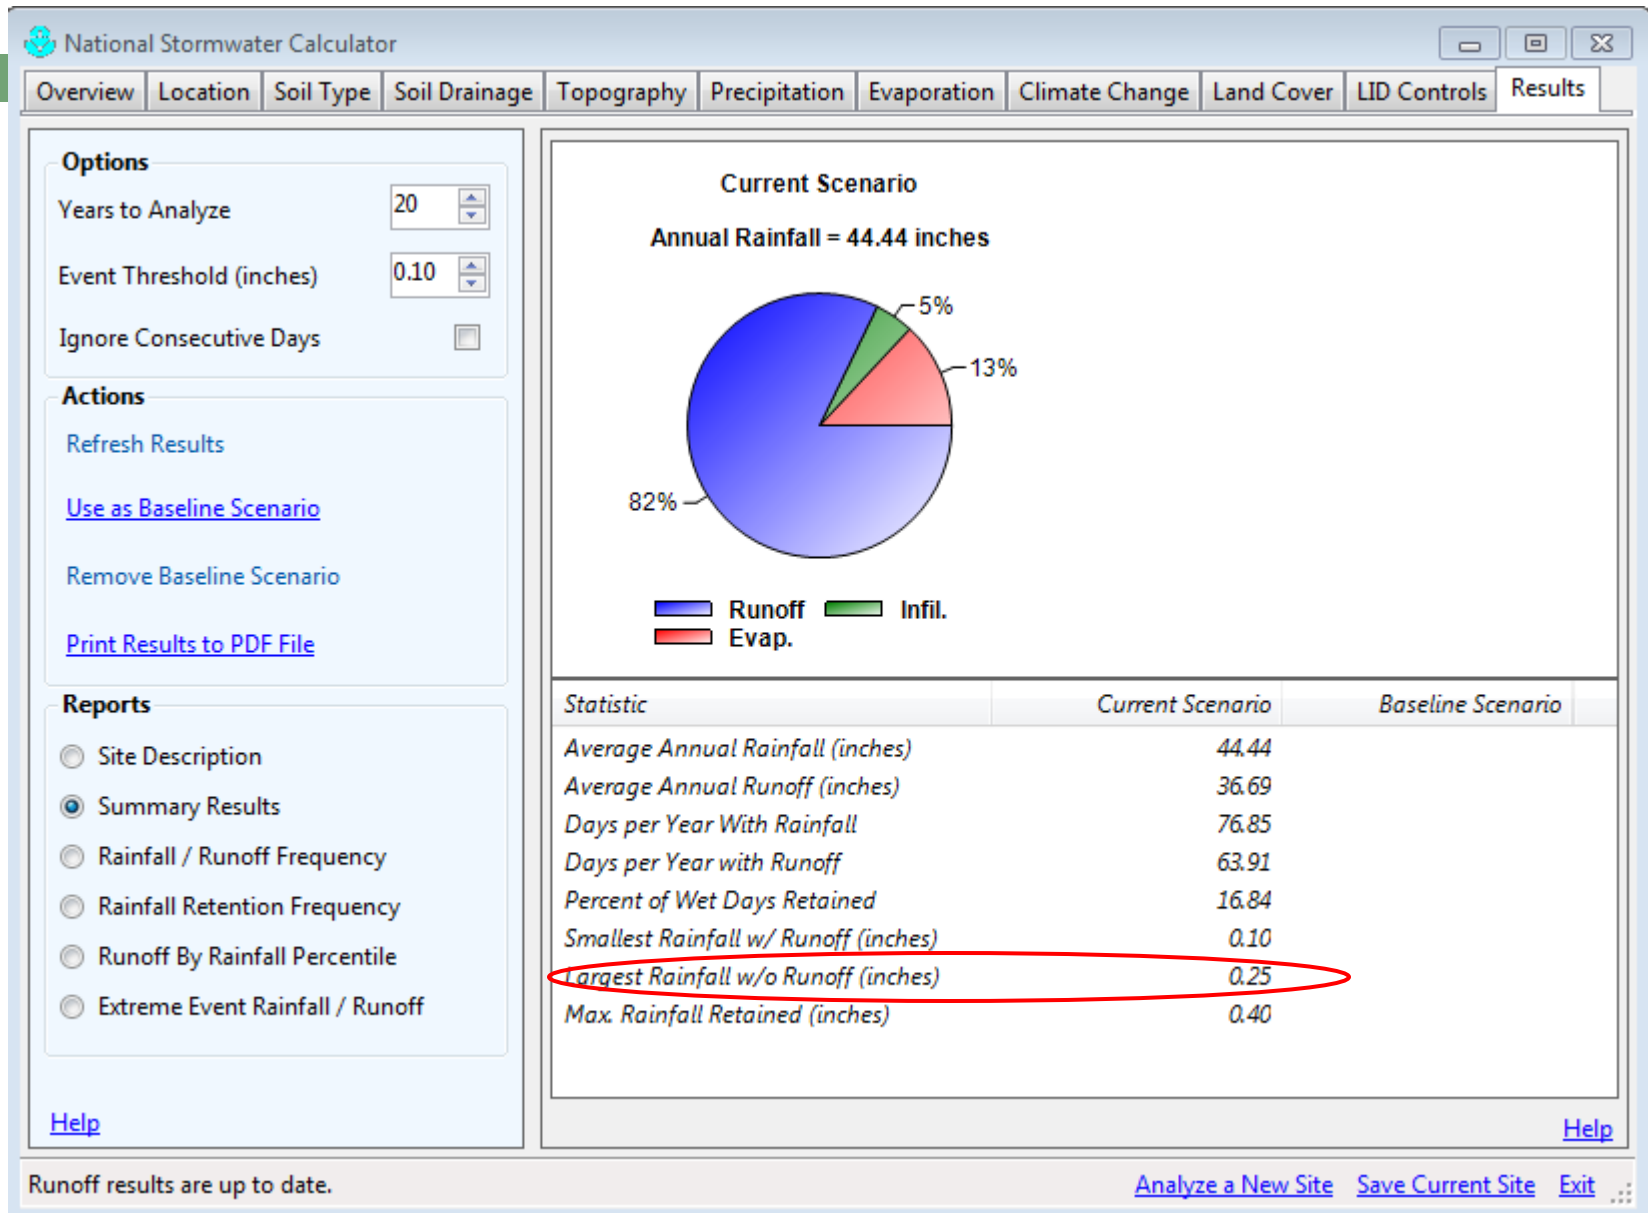 National Stormwater Calculator
Overview Location Soil Type Soil Drainage Topography Precipitation Evaporation Climate Change Land Cover LID Controls Results
Options
Years to Analyze 20
Event Threshold (inches) 0.10
Ignore Consecutive Days
Actions
Refresh Results
Use as Baseline Scenario
Remove Baseline Scenario
Print Results to PDF File
Reports
Site Description
Summary Results
Rainfall / Runoff Frequency
Rainfall Retention Frequency
Runoff By Rainfall Percentile
Extreme Event Rainfall / Runoff
Help
Current Scenario
Annual Rainfall = 44.44 inches
5%
13%
82%
Runoff Infil.
Evap.
Statistic Current Scenario Baseline Scenario
Average Annual Rainfall (inches) 44.44
Average Annual Runoff (inches) 36.69
Days per Year With Rainfall 76.85
Days per Year with Runoff 63.91
Percent of Wet Days Retained 16.84
Smallest Rainfall w/ Runoff (inches) 0.10
Largest Rainfall w/o Runoff (inches) 0.25
Max. Rainfall Retained (inches) 0.40
Help
Runoff results are up to date. Analyze a New Site Save Current Site Exit